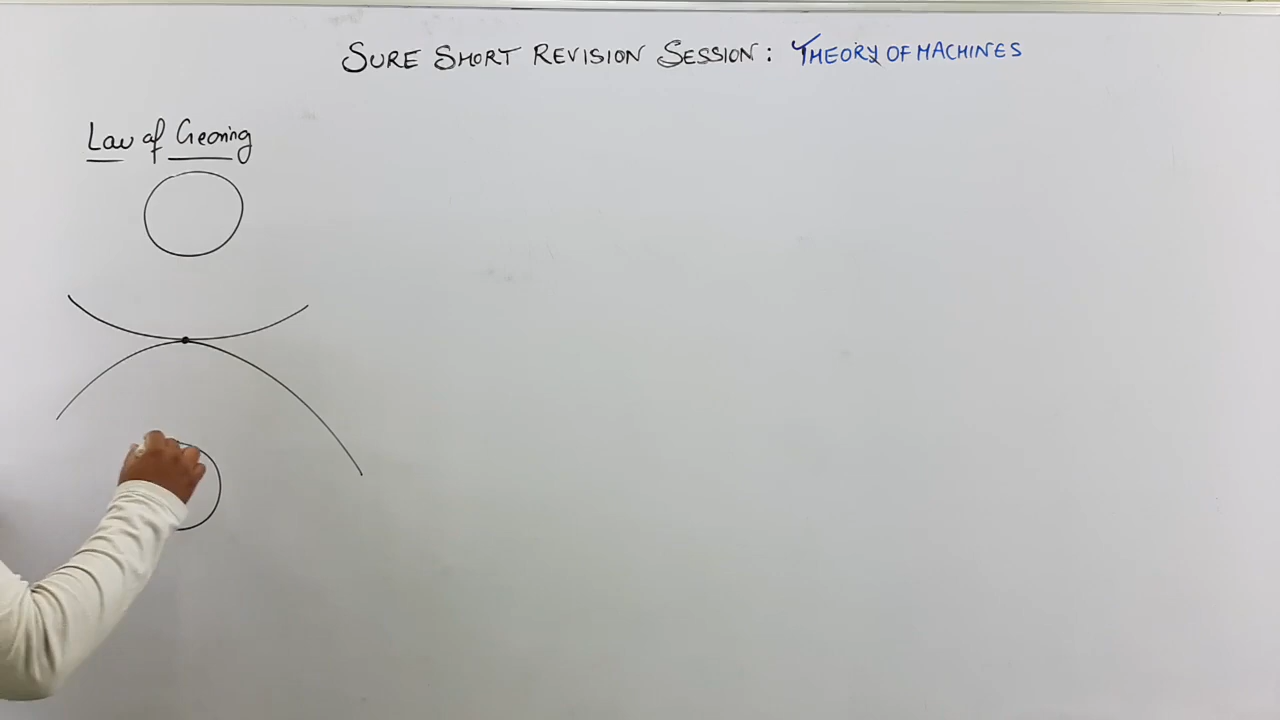 SURE SHORT REVISION SESSION: THEORY OF MACHINES
Law of Gearing